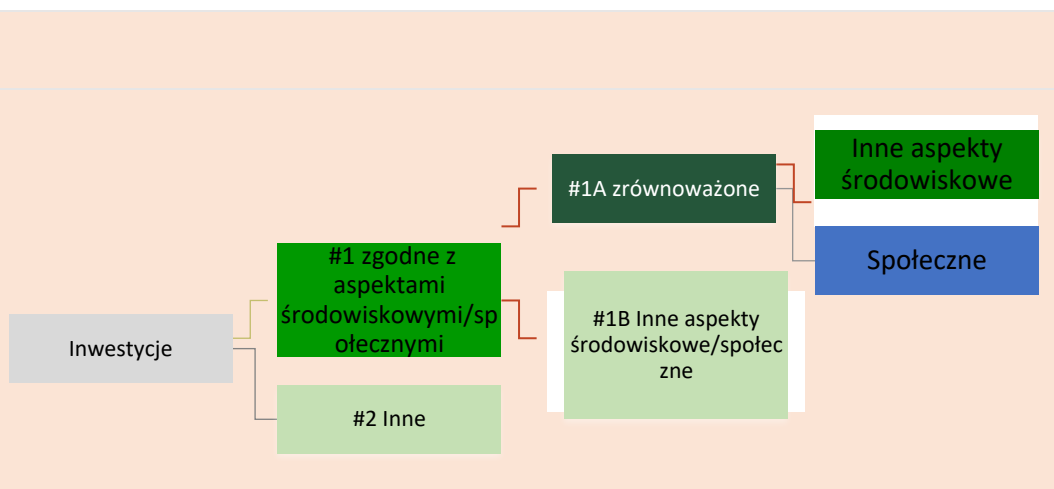 Inwestycje
#1 zgodne z
aspektami
środowiskowymi/sp
ołecznymi
#2 Inne
#1A zrównoważone
#1B Inne aspekty
środowiskowe/społec
zne
Inne aspekty
środowiskowe
Społeczne